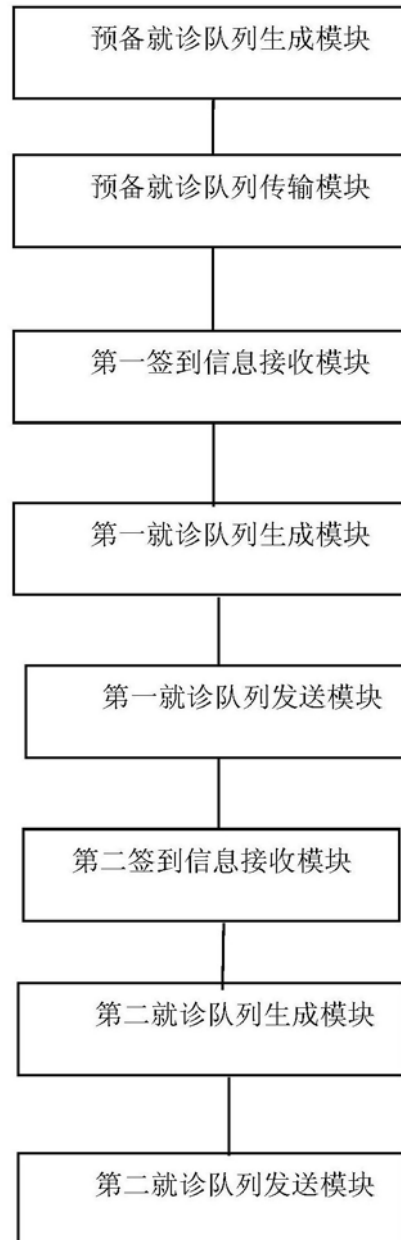 预备就诊队列生成模块
预备就诊队列传输模块
第一签到信息接收模块
第一就诊队列生成模块
第一就诊队列发送模块
第二签到信息接收模块
第二就诊队列生成模块
第二就诊队列发送模块